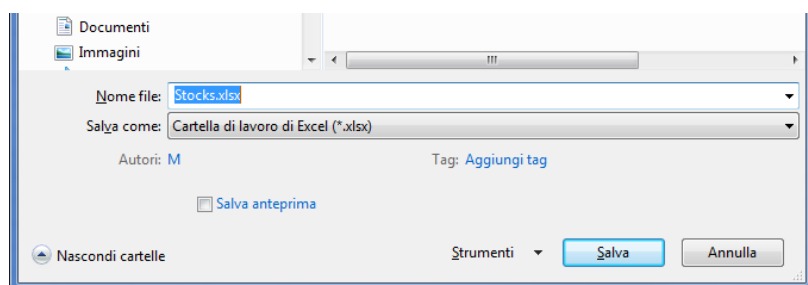 Documenti
Immagini
Nome file: Stocks.xlsx
Salva come: Cartella di lavoro di Excel (*.xlsx)
Autori: M Tag: Aggiungi tag
Salva anteprima
Nascondi cartelle Strumenti Salva Annulla